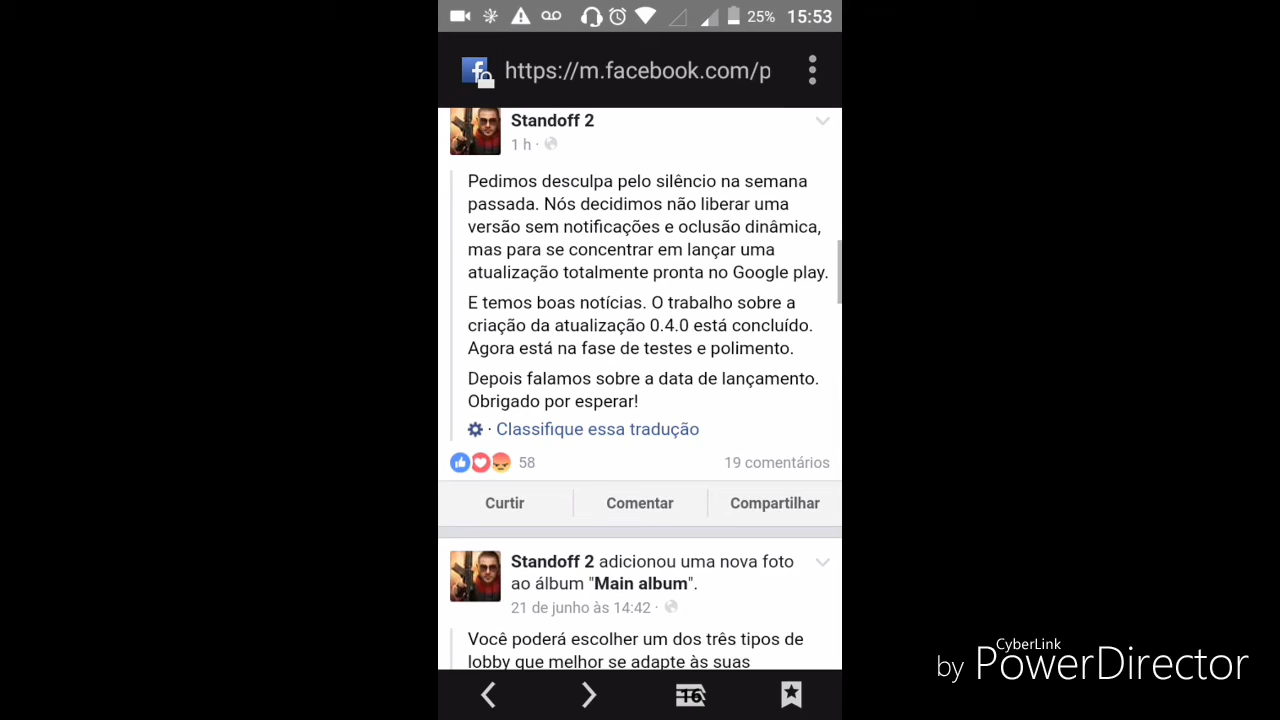 25% 15:53
https://m.facebook.com/p
Standoff 2
1 h ·
Pedimos desculpa pelo silêncio na semana
passada. Nós decidimos não liberar uma
versão sem notificações e oclusão dinâmica,
mas para se concentrar em lançar uma
atualização totalmente pronta no Google play.
E temos boas notícias. O trabalho sobre a
criação da atualização 0.4.0 está concluído.
Agora está na fase de testes e polimento.
Depois falamos sobre a data de lançamento.
Obrigado por esperar!
· Classifique essa tradução
58 19 comentários
Curtir Comentar Compartilhar
Standoff 2 adicionou uma nova foto
ao álbum "Main album".
21 de junho às 14:42 ·
Você poderá escolher um dos três tipos de
lobby que melhor se adapte às suas
16
CyberLink
by PowerDirector